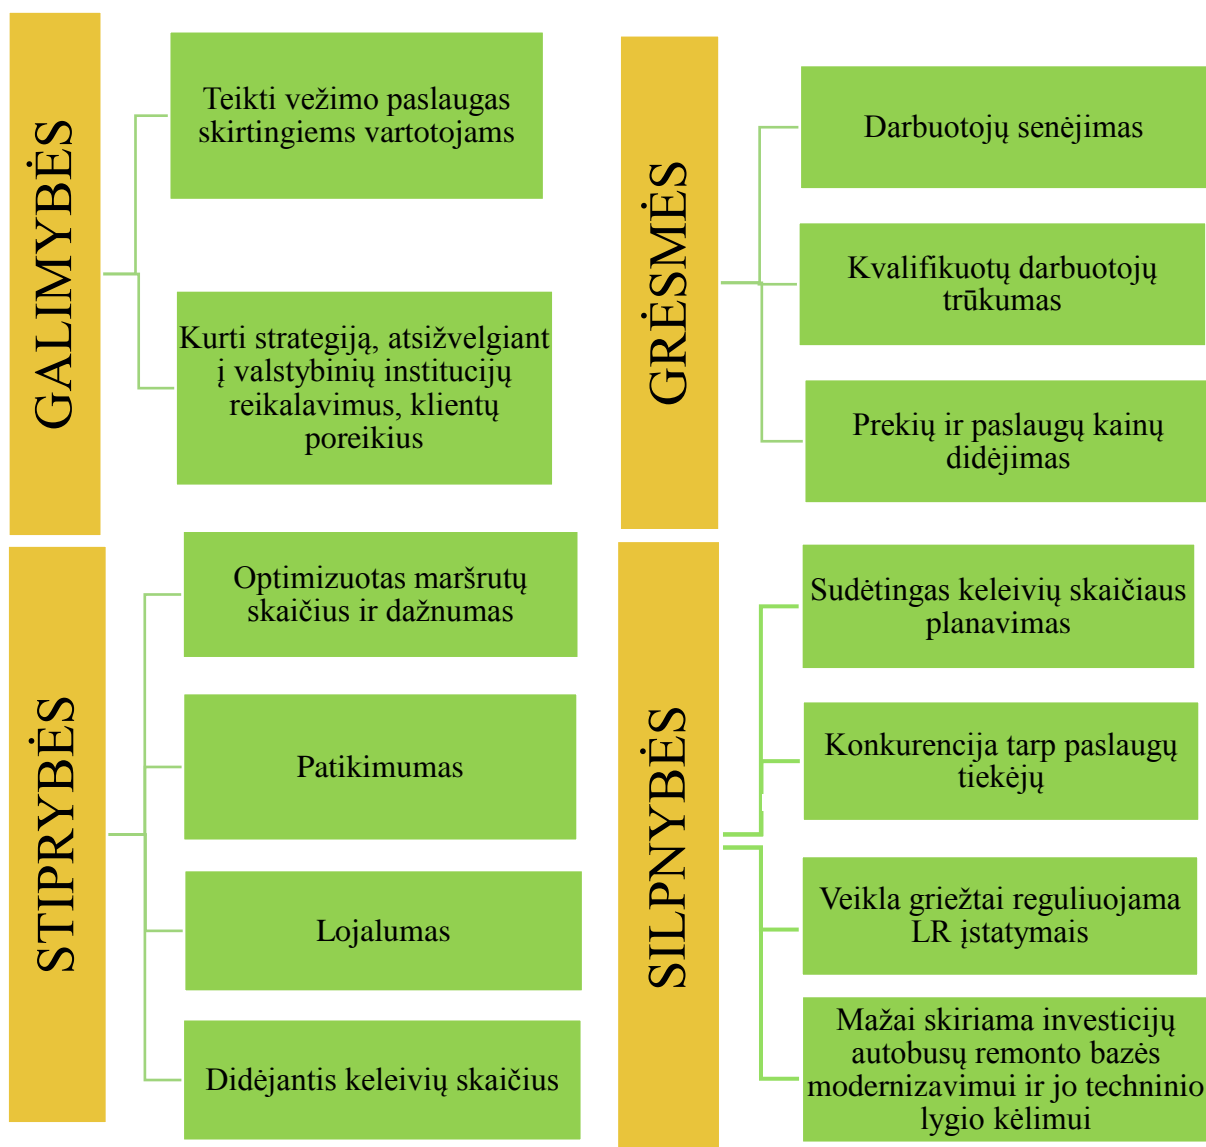 GALIMYBĖS
Teikti vežimo paslaugas
skirtingiems vartotojams
Kurti strategiją, atsižvelgiant
į valstybinių institucijų
reikalavimus, klientų
poreikius
GRĖSMĖS
Darbuotojų senėjimas
Kvalifikuotų darbuotojų
trūkumas
Prekių ir paslaugų kainų
didėjimas
STIPRYBĖS
Optimizuotas maršrutų
skaičius ir dažnumas
Patikimumas
Lojalumas
Didėjantis keleivių skaičius
SILPNYBĖS
Sudėtingas keleivių skaičiaus
planavimas
Konkurencija tarp paslaugų
tiekėjų
Veikla griežtai reguliuojama
LR įstatymais
Mažai skiriama investicijų
autobusų remonto bazės
modernizavimui ir jo techninio
lygio kėlimui